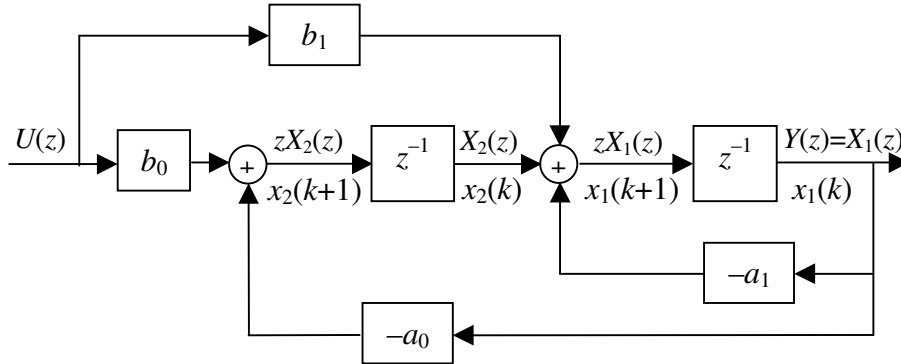 b₁
U(z)
b₀
+
zX₂(z)
x₂(k+1)
z⁻¹
X₂(z)
x₂(k)
+
zX₁(z)
x₁(k+1)
z⁻¹
Y(z)=X₁(z)
x₁(k)
–a₁
–a₀